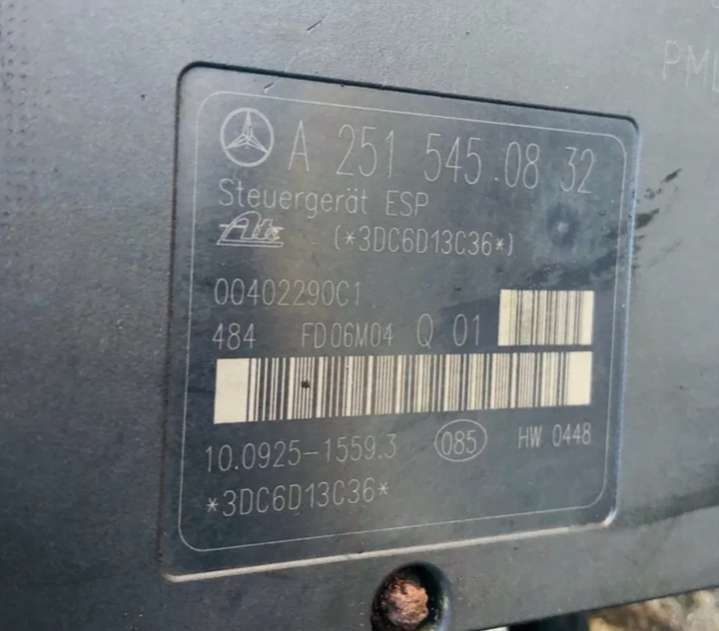 PML
A 251 545 08 32
Steuergerät ESP
Ate (*3DC6D13C36*)
00402290C1
484 FD06M04 Q 01
10.0925-1559.3 085 HW 0448
*3DC6D13C36*